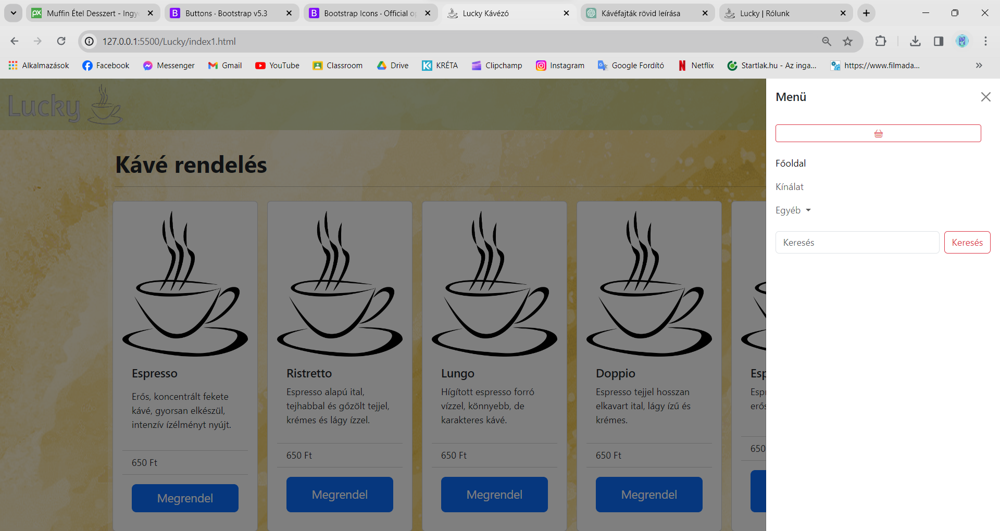 Muffin Étel Desszert - Ingy
Buttons · Bootstrap v5.3
Bootstrap Icons · Official o
Lucky Kávézó
Kávéfajták rövid leírása
Lucky | Rólunk
127.0.0.1:5500/Lucky/index1.html
Alkalmazások
Facebook
Messenger
Gmail
YouTube
Classroom
Drive
KRÉTA
Clipchamp
Instagram
Google Fordító
Netflix
Startlak.hu - Az inga...
https://www.filmada...
Lucky
Kávé rendelés
Espresso
Erős, koncentrált fekete
kávé, gyorsan elkészül,
intenzív ízélményt nyújt.
650 Ft
Megrendel
Ristretto
Espresso alapú ital,
tejhabbal és gőzölt tejjel,
krémes és lágy ízzel.
650 Ft
Megrendel
Lungo
Hígított espresso forró
vízzel, könnyebb, de
karakteres kávé.
650 Ft
Megrendel
Doppio
Espresso tejjel hosszan
elkavart ital, lágy ízű és
krémes.
650 Ft
Megrendel
Esp
Espr
erős
650
Menü
Főoldal
Kínálat
Egyéb
Keresés
Keresés